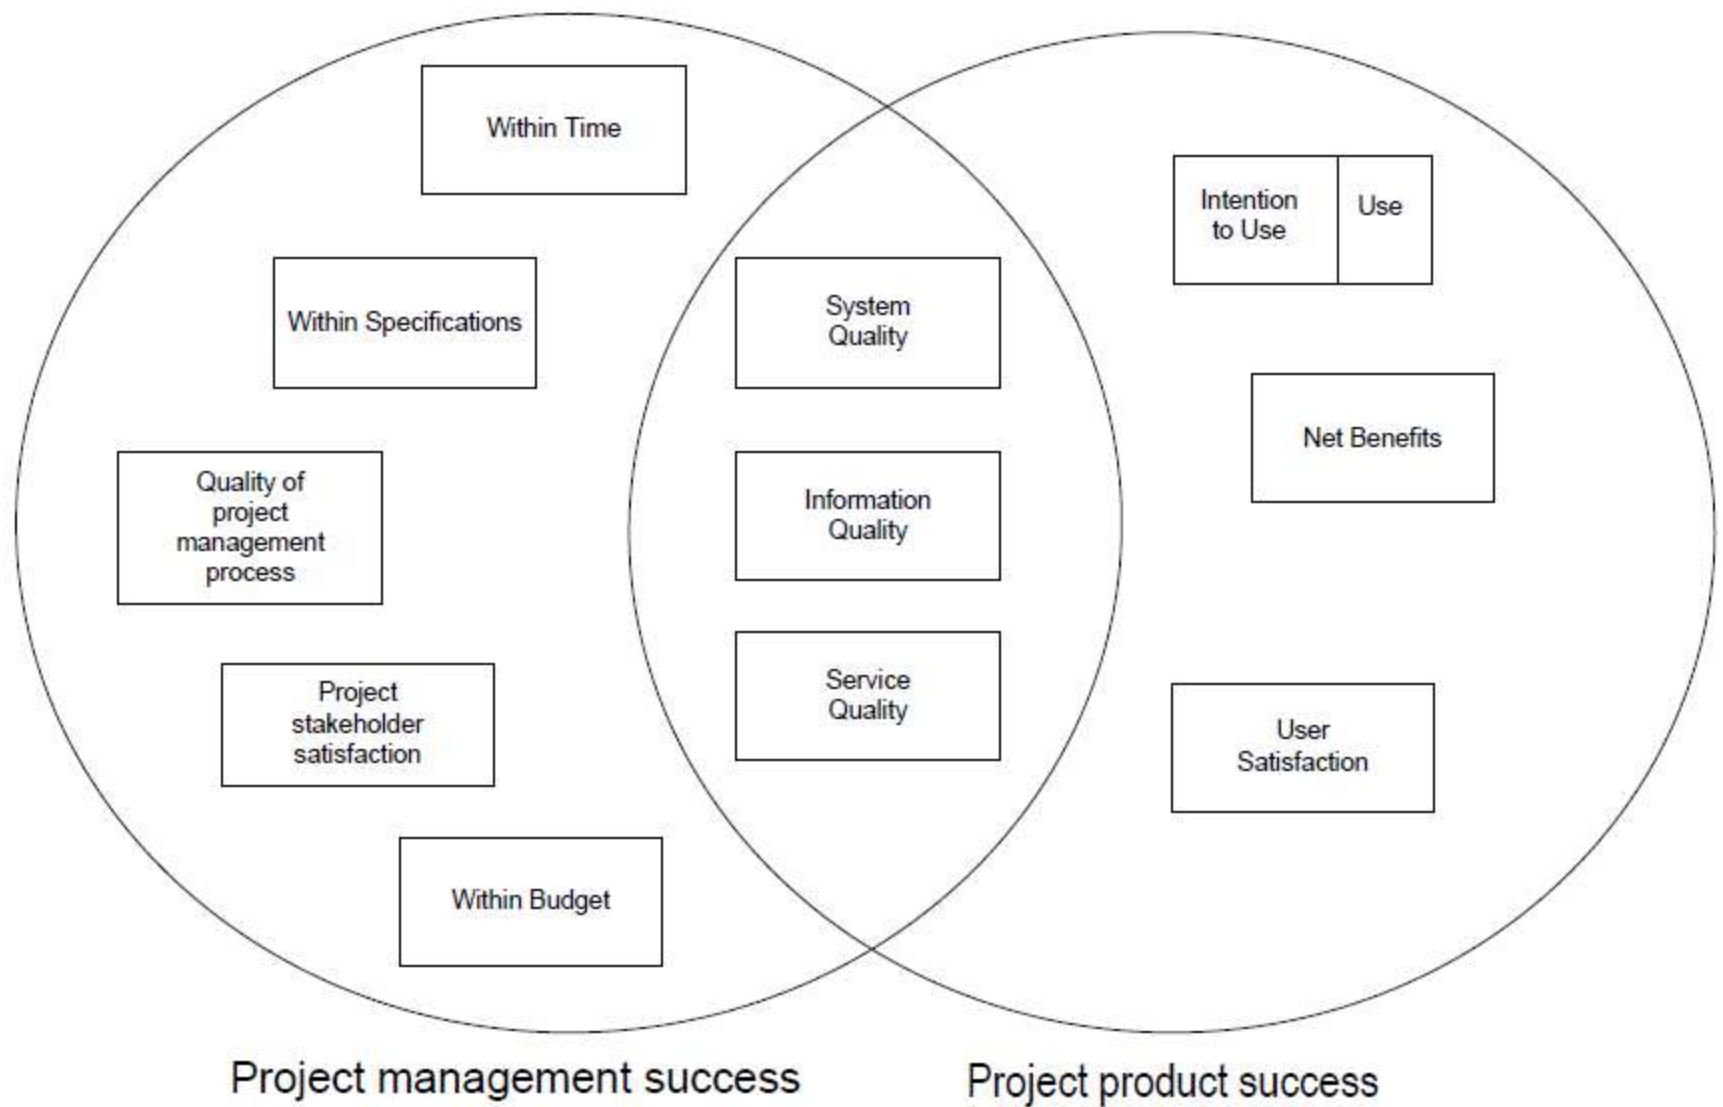 Within Time
Within Specifications
Quality of
project
management
process
Project
stakeholder
satisfaction
Within Budget
System
Quality
Information
Quality
Service
Quality
Intention
to Use
Use
Net Benefits
User
Satisfaction
Project management success
Project product success